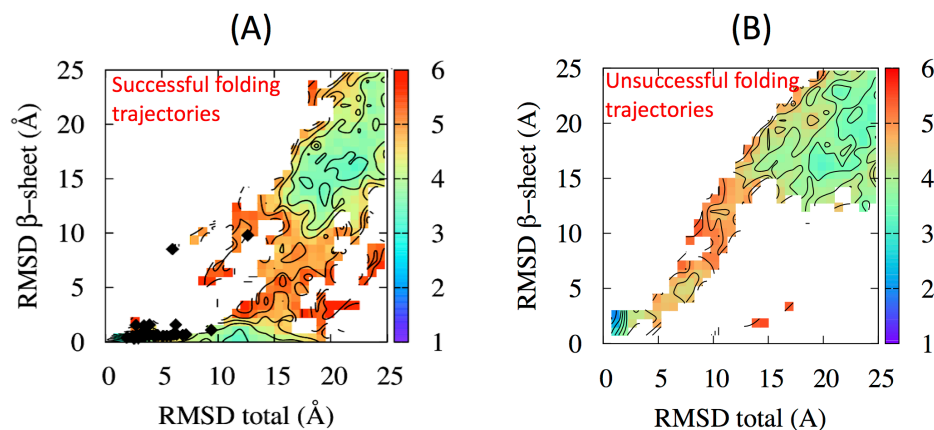 (A)
(B)
Successful folding
trajectories
RMSD β-sheet (Å)
25
20
15
10
5
0
0 5 10 15 20 25
RMSD total (Å)
6
5
4
3
2
1
Unsuccessful folding
trajectories
RMSD β-sheet (A)
25
20
15
10
5
0
0 5 10 15 20 25
RMSD total (A)
6
5
4
3
2
1